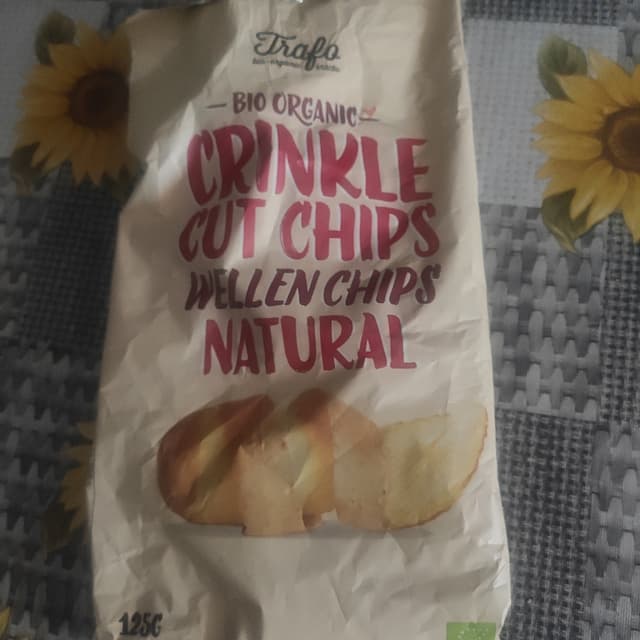 Trafo
BIO ORGANIC
CRINKLE
CUT CHIPS
WELLEN CHIPS
NATURAL
125G